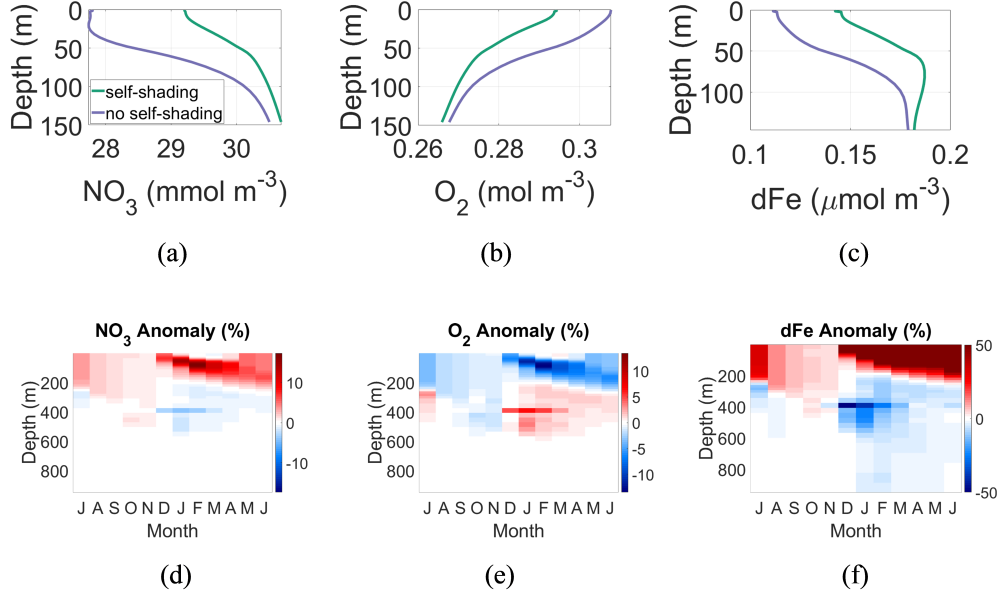 Depth (m)
0
50
100
150
self-shading
no self-shading
28
29
30
NO3 (mmol m-3)
(a)
Depth (m)
0
50
100
150
0.26
0.28
0.3
O2 (mol m-3)
(b)
Depth (m)
0
50
100
0.1
0.15
0.2
dFe (μmol m-3)
(c)
NO3 Anomaly (%)
Depth (m)
200
400
600
800
J A S O N D J F M A M J
Month
10
0
-10
(d)
O2 Anomaly (%)
Depth (m)
200
400
600
800
J A S O N D J F M A M J
Month
10
5
0
-5
-10
(e)
dFe Anomaly (%)
Depth (m)
200
400
600
800
J A S O N D J F M A M J
Month
50
0
-50
(f)